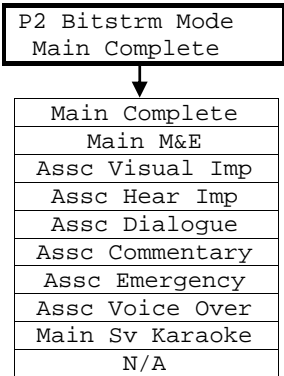 P2 Bitstrm Mode
Main Complete
Main Complete
Main M&E
Assc Visual Imp
Assc Hear Imp
Assc Dialogue
Assc Commentary
Assc Emergency
Assc Voice Over
Main Sv Karaoke
N/A